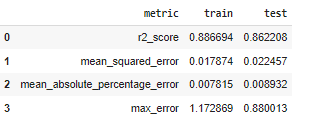 metric train test
0 r2_score 0.886694 0.862208
1 mean_squared_error 0.017874 0.022457
2 mean_absolute_percentage_error 0.007815 0.008932
3 max_error 1.172869 0.880013